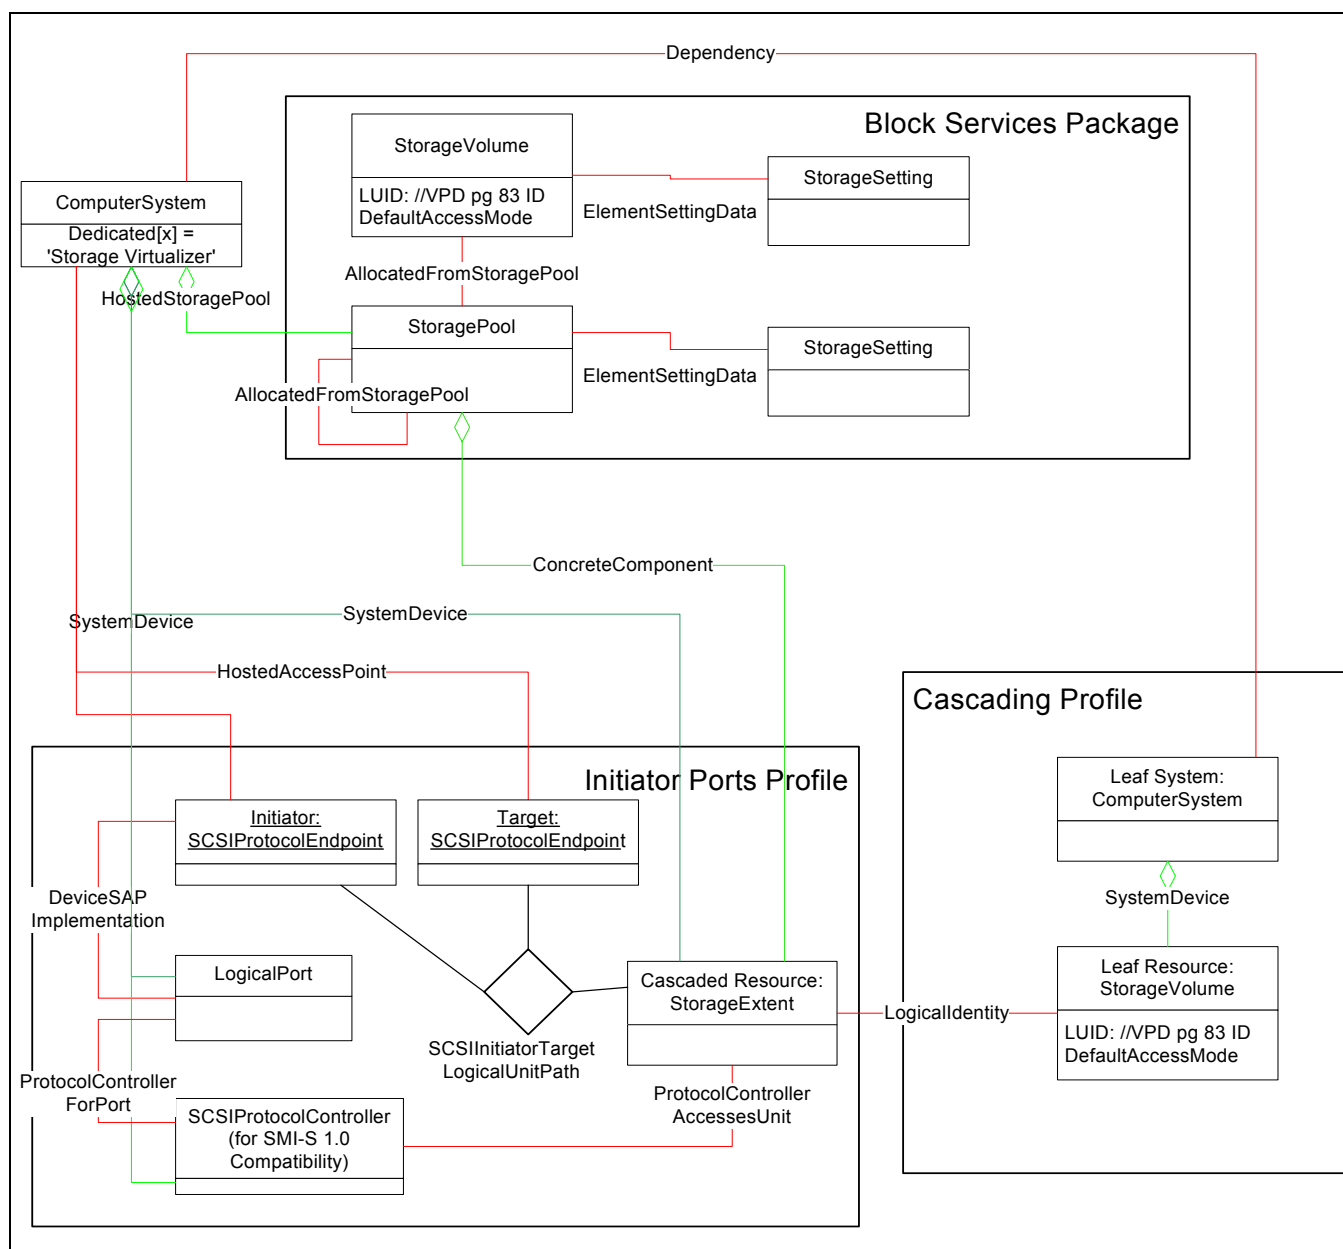 Dependency
Block Services Package
StorageVolume
LUID: //VPD pg 83 ID
DefaultAccessMode
StorageSetting
ElementSettingData
ComputerSystem
Dedicated[x] =
'Storage Virtualizer'
HostedStoragePool
AllocatedFromStoragePool
StoragePool
StorageSetting
ElementSettingData
AllocatedFromStoragePool
ConcreteComponent
SystemDevice
SystemDevice
HostedAccessPoint
Cascading Profile
Initiator Ports Profile
Leaf System:
ComputerSystem
Initiator:
SCSIProtocolEndpoint
Target:
SCSIProtocolEndpoint
DeviceSAP
Implementation
SystemDevice
LogicalPort
Cascaded Resource:
StorageExtent
Leaf Resource:
StorageVolume
LUID: //VPD pg 83 ID
DefaultAccessMode
LogicalIdentity
SCSIInitiatorTarget
LogicalUnitPath
ProtocolController
ForPort
ProtocolController
AccessesUnit
SCSIProtocolController
(for SMI-S 1.0
Compatibility)